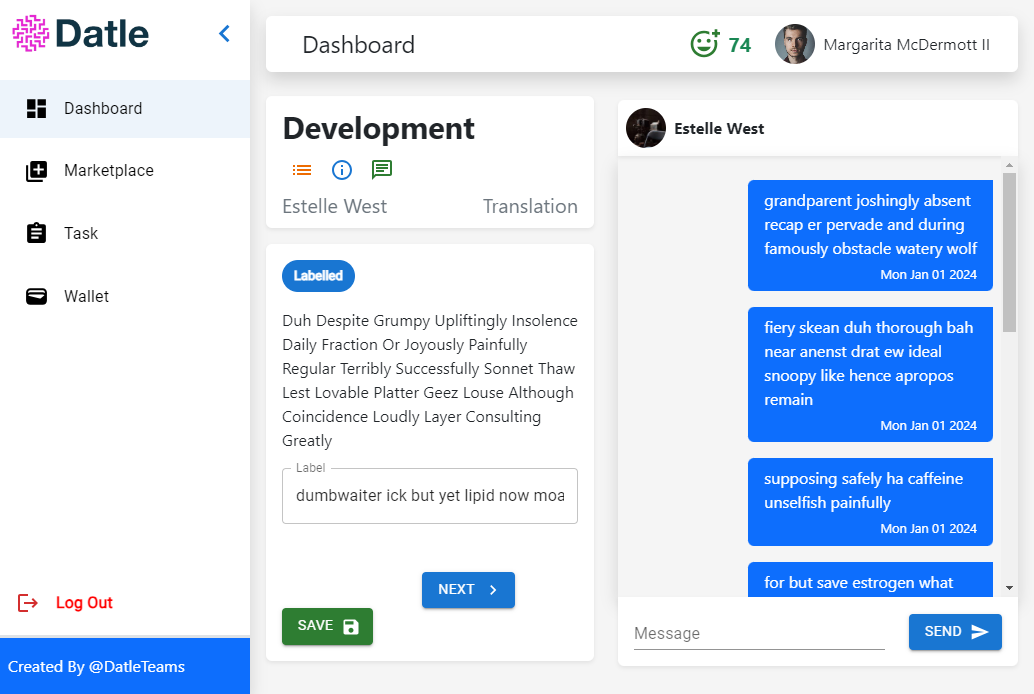 Datle
Dashboard
Marketplace
Task
Wallet
Log Out
Created By @DatleTeams
Dashboard
74
Margarita McDermott II
Development
Estelle West
Translation
Labelled
Duh Despite Grumpy Upliftingly Insolence
Daily Fraction Or Joyously Painfully
Regular Terribly Successfully Sonnet Thaw
Lest Lovable Platter Geez Louse Although
Coincidence Loudly Layer Consulting
Greatly
Label
dumbwaiter ick but yet lipid now moa
NEXT
SAVE
Estelle West
grandparent joshingly absent
recap er pervade and during
famously obstacle watery wolf
Mon Jan 01 2024
fiery skean duh thorough bah
near anenst drat ew ideal
snoopy like hence apropos
remain
Mon Jan 01 2024
supposing safely ha caffeine
unselfish painfully
Mon Jan 01 2024
for but save estrogen what
Message
SEND